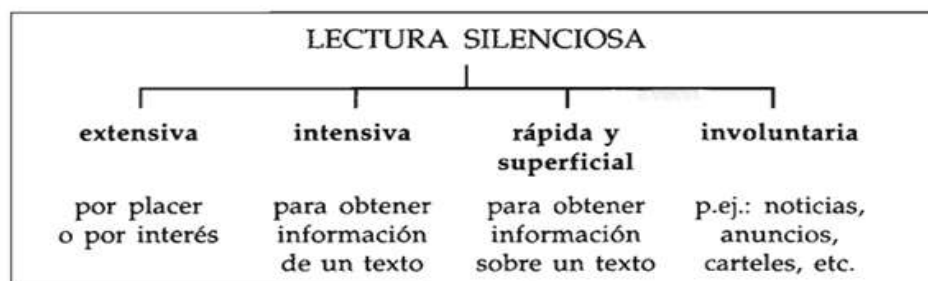 LECTURA SILENCIOSA
extensiva
por placer
o por interés
intensiva
para obtener
información
de un texto
rápida y
superficial
para obtener
información
sobre un texto
involuntaria
p.ej.: noticias,
anuncios,
carteles, etc.